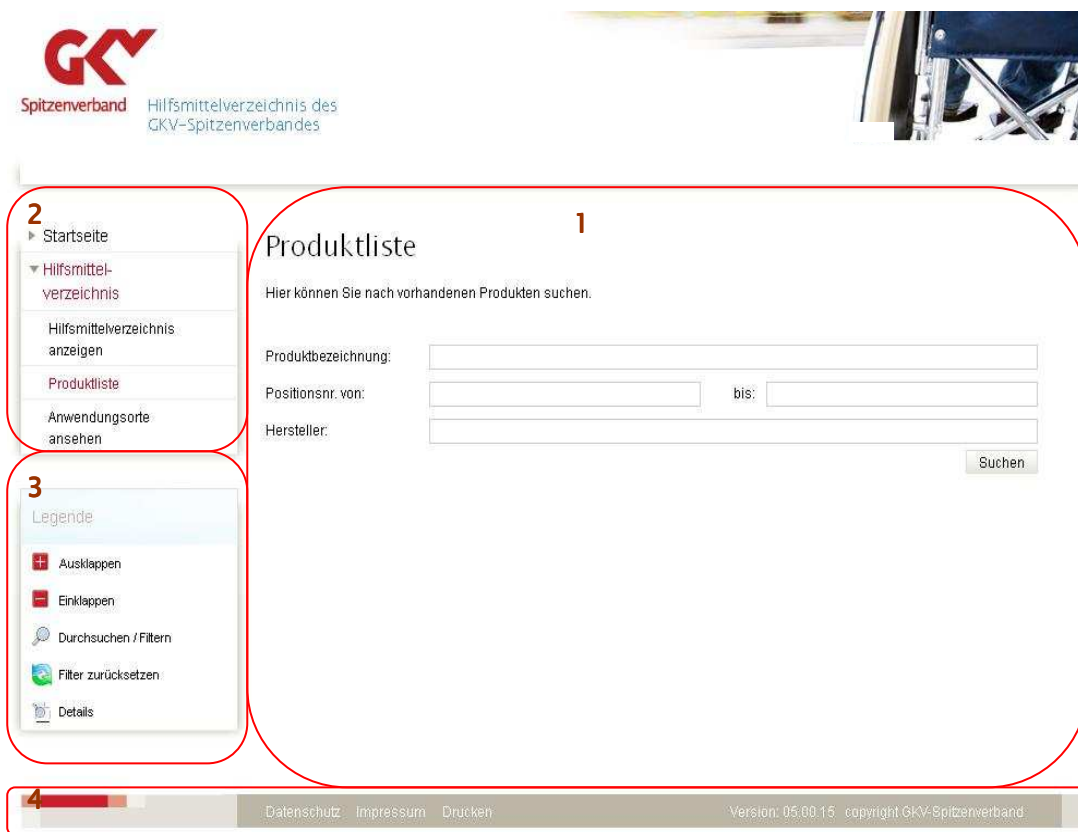 GKV
Spitzenverband
Hilfsmittelverzeichnis des
GKV-Spitzenverbandes
2
Startseite
Hilfsmittel-
verzeichnis
Hilfsmittelverzeichnis
anzeigen
Produktliste
Anwendungsorte
ansehen
1
Produktliste
Hier können Sie nach vorhandenen Produkten suchen.
Produktbezeichnung:
Positionsnr. von: bis:
Hersteller:
Suchen
3
Legende
Ausklappen
Einklappen
Durchsuchen / Filtern
Filter zurücksetzen
Details
4
Datenschutz Impressum Drucken Version: 05.00.15 copyright GKV-Spitzenverband